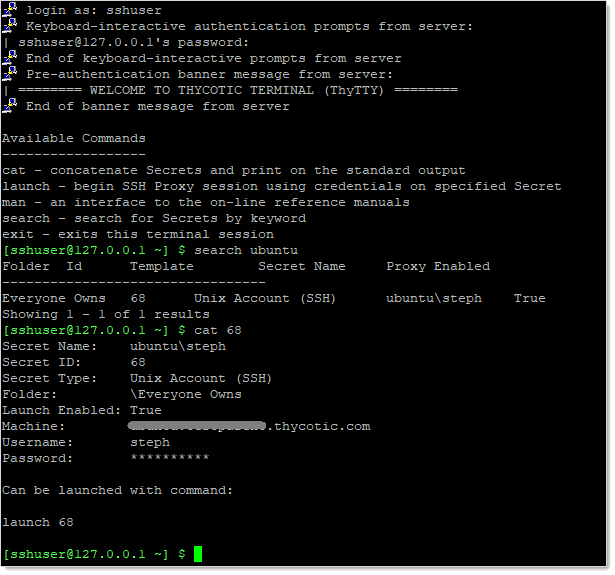 login as: sshuser
Keyboard-interactive authentication prompts from server:
| sshuser@127.0.0.1's password:
End of keyboard-interactive prompts from server
Pre-authentication banner message from server:
| ======== WELCOME TO THYCOTIC TERMINAL (ThyTTY) ========
End of banner message from server
Available Commands
------------------
cat - concatenate Secrets and print on the standard output
launch - begin SSH Proxy session using credentials on specified Secret
man - an interface to the on-line reference manuals
search - search for Secrets by keyword
exit - exits this terminal session
[sshuser@127.0.0.1 ~] $ search ubuntu
Folder  Id      Template        Secret Name     Proxy Enabled
---------------------------------
Everyone Owns   68      Unix Account (SSH)      ubuntu\steph    True
Showing 1 - 1 of 1 results
[sshuser@127.0.0.1 ~] $ cat 68
Secret Name:    ubuntu\steph
Secret ID:      68
Secret Type:    Unix Account (SSH)
Folder:         \Everyone Owns
Launch Enabled: True
Machine:        .thycotic.com
Username:       steph
Password:       **********
Can be launched with command:
launch 68
[sshuser@127.0.0.1 ~] $